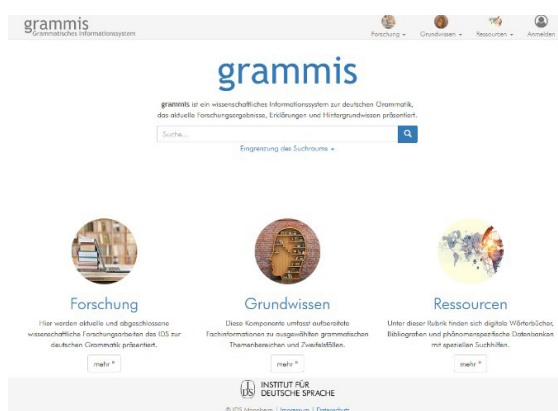 grammis
Grammatisches Informationssystem
Forschung
Grundwissen
Ressourcen
Anmelden
grammis
grammis ist ein wissenschaftliches Informationssystem zur deutschen Grammatik,
das aktuelle Forschungsergebnisse, Erklärungen und Hintergrundwissen präsentiert.
Suche...
Eingrenzung des Suchraums
Forschung
Hier werden aktuelle und abgeschlossene
wissenschaftliche Forschungsarbeiten des IDS zur
deutschen Grammatik präsentiert.
mehr "
Grundwissen
Diese Komponente umfasst aufbereitete
Fachinformationen zu ausgewählten grammatischen
Themenbereichen und Zweifelsfällen.
mehr "
Ressourcen
Unter dieser Rubrik finden sich digitale Wörterbücher,
Bibliografien und phänomenspezifische Datenbanken
mit speziellen Suchhilfen.
mehr "
IDS
INSTITUT FÜR
DEUTSCHE SPRACHE
© IDS Mannheim | Impressum | Datenschutz